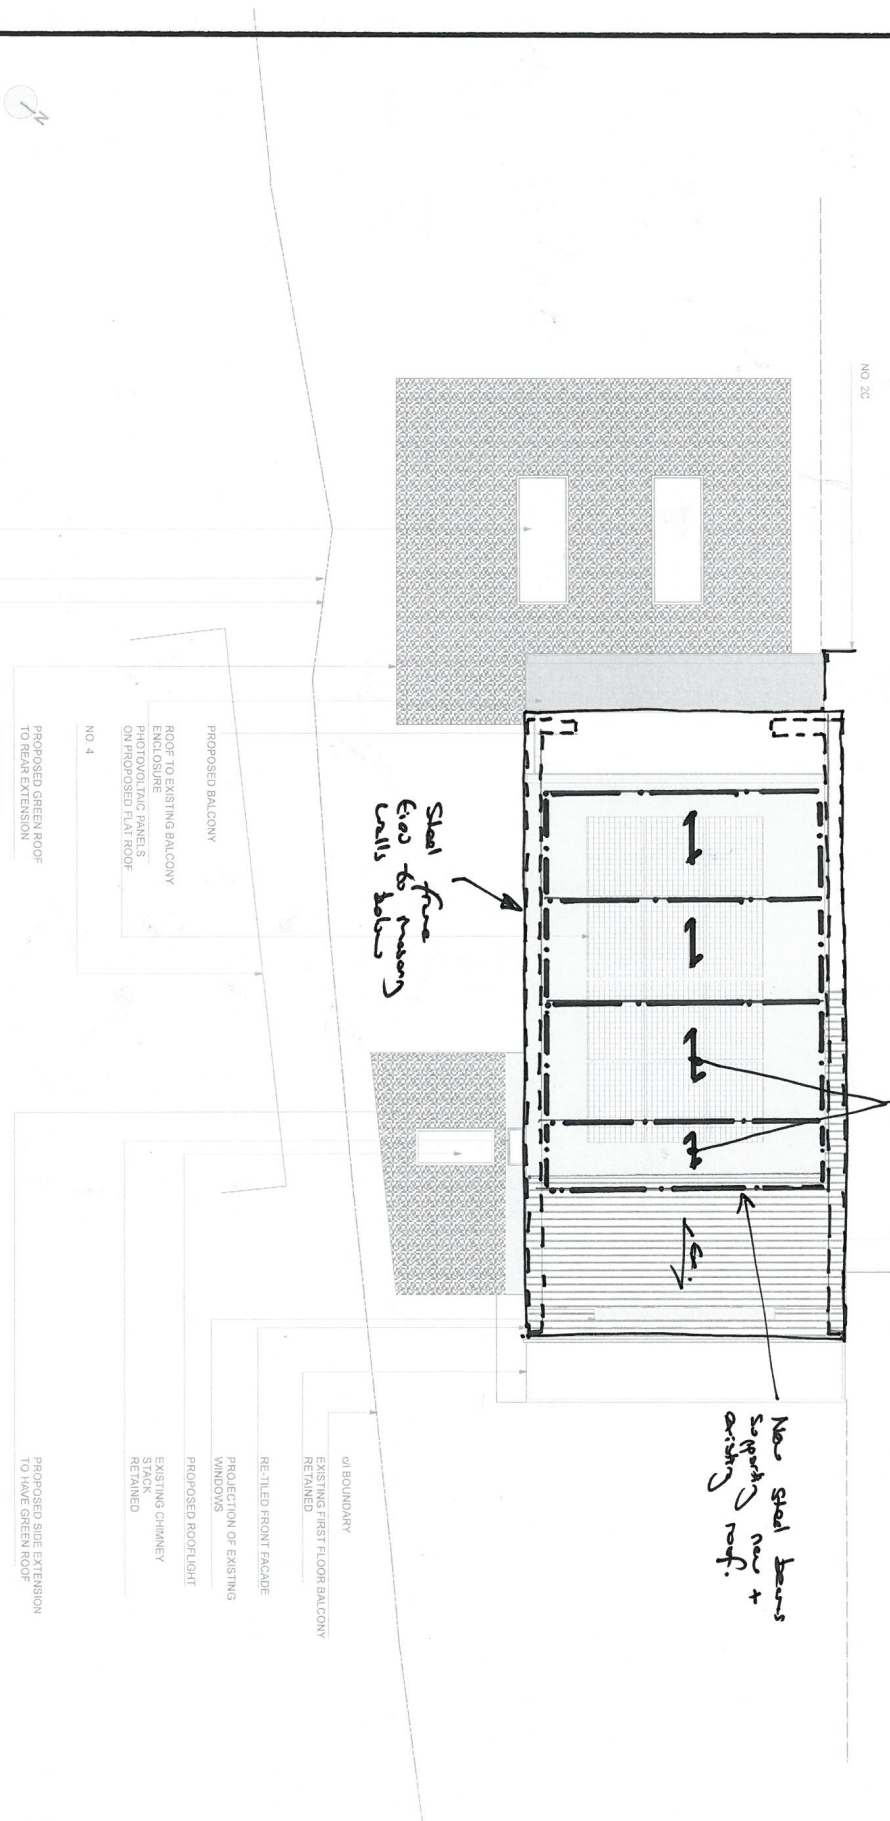 N
NO. 2C
New steel beams
supporting new +
existing roof.
Steel frame
ties to masonry
walls below
Ex.
c/l BOUNDARY
EXISTING FIRST FLOOR BALCONY
RETAINED
RE-TILED FRONT FACADE
PROJECTION OF EXISTING
WINDOWS
PROPOSED ROOFLIGHT
EXISTING CHIMNEY
STACK
RETAINED
PROPOSED SIDE EXTENSION
TO HAVE GREEN ROOF
PROPOSED BALCONY
ROOF TO EXISTING BALCONY
ENCLOSURE
PHOTOVOLTAIC PANELS
ON PROPOSED FLAT ROOF
NO. 4
PROPOSED GREEN ROOF
TO REAR EXTENSION